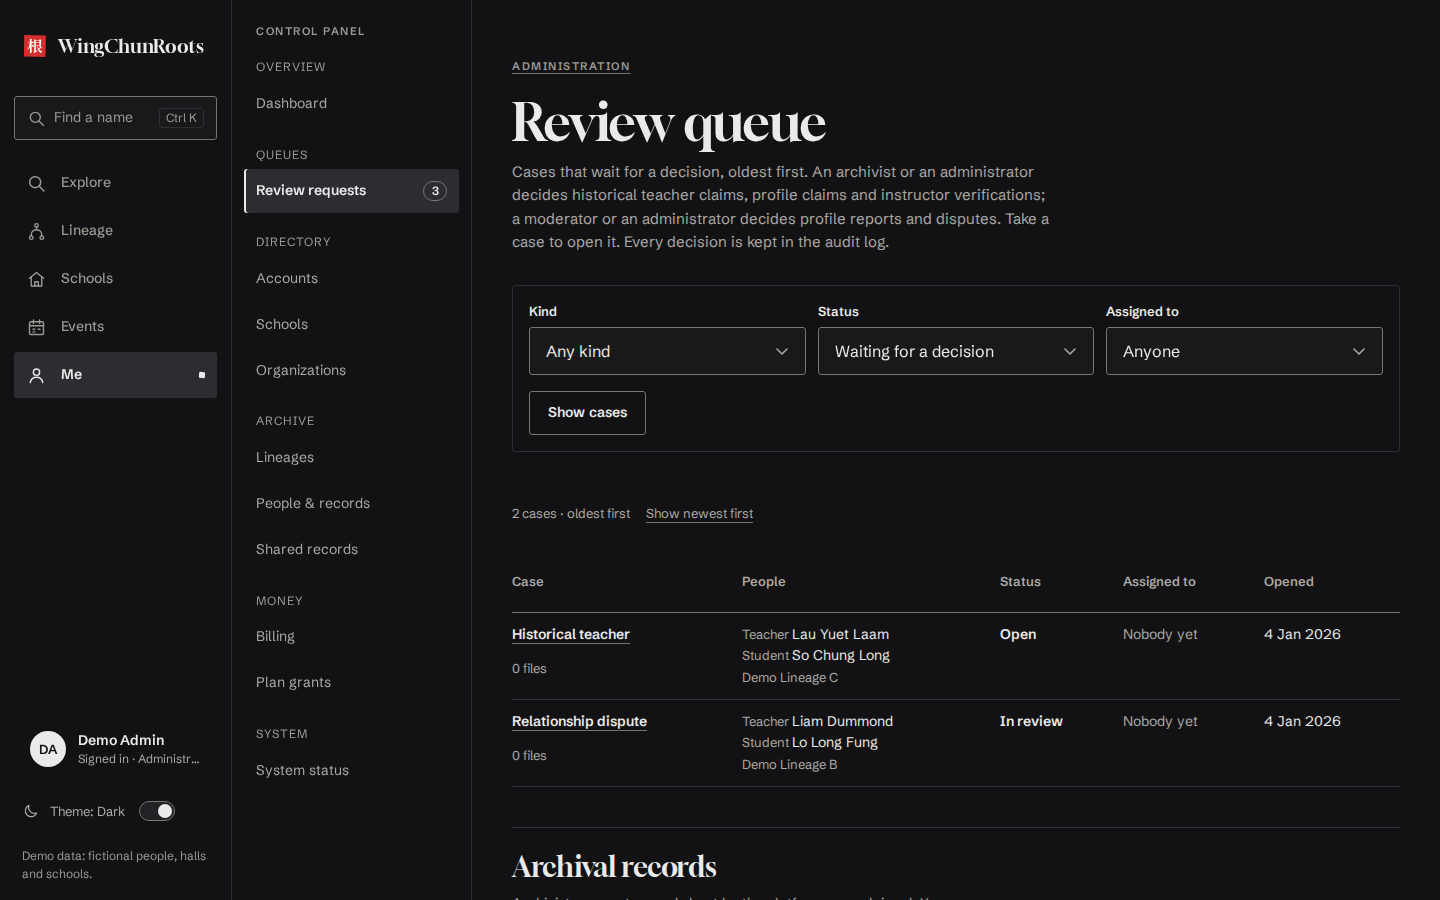 根 WingChunRoots
Find a name Ctrl K
Explore
Lineage
Schools
Events
Me
DA
Demo Admin
Signed in · Administr...
Theme: Dark
Demo data: fictional people, halls
and schools.
CONTROL PANEL
OVERVIEW
Dashboard
QUEUES
Review requests 3
DIRECTORY
Accounts
Schools
Organizations
ARCHIVE
Lineages
People & records
Shared records
MONEY
Billing
Plan grants
SYSTEM
System status
ADMINISTRATION
Review queue
Cases that wait for a decision, oldest first. An archivist or an administrator
decides historical teacher claims, profile claims and instructor verifications;
a moderator or an administrator decides profile reports and disputes. Take a
case to open it. Every decision is kept in the audit log.
Kind Status Assigned to
Any kind Waiting for a decision Anyone
Show cases
2 cases · oldest first Show newest first
Case People Status Assigned to Opened
Historical teacher Teacher Lau Yuet Laam Open Nobody yet 4 Jan 2026
Student So Chung Long
0 files
Demo Lineage C
Relationship dispute Teacher Liam Dummond In review Nobody yet 4 Jan 2026
Student Lo Long Fung
0 files
Demo Lineage B
Archival records